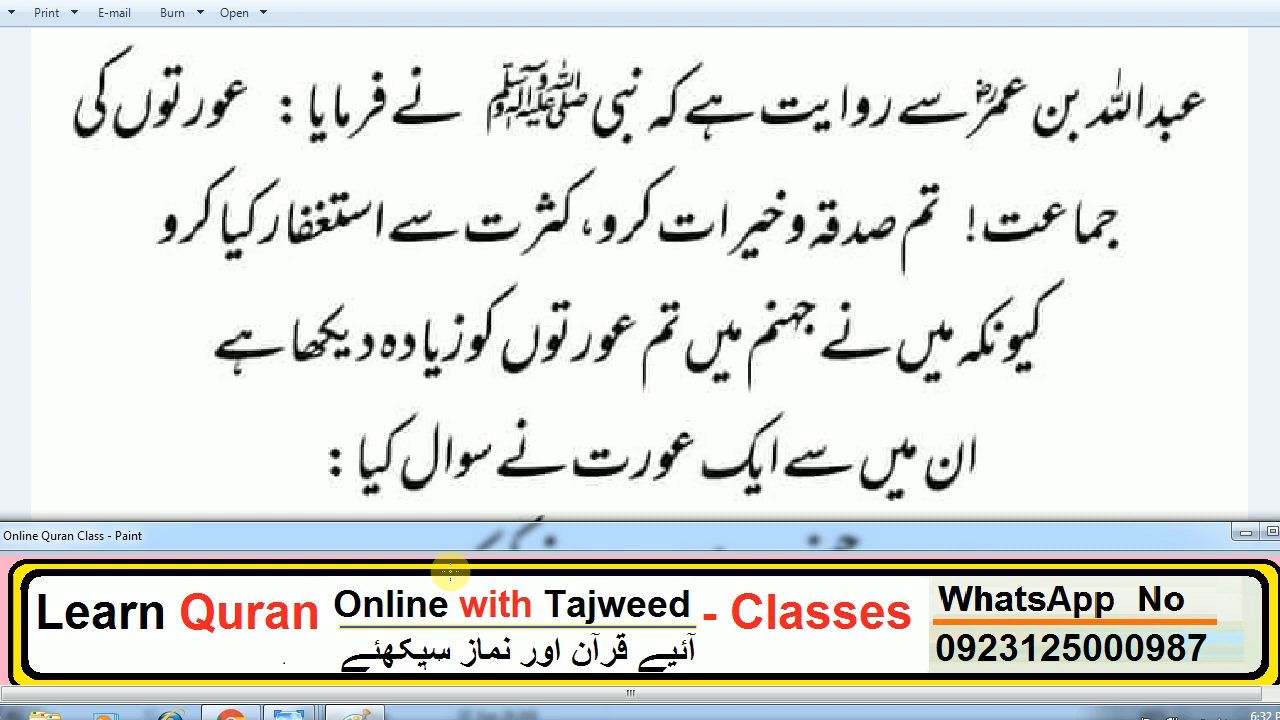 Print E-mail Burn Open
عبداللہ بن عمرؓ سے روایت ہے کہ نبی ﷺ نے فرمایا : عورتوں کی
جماعت! تم صدقہ و خیرات کرو، کثرت سے استغفار کیا کرو
کیونکہ میں نے جہنم میں تم عورتوں کو زیادہ دیکھا ہے
ان میں سے ایک عورت نے سوال کیا :
Online Quran Class - Paint
Learn Quran Online with Tajweed - Classes
آئیے قرآن اور نماز سیکھئے
WhatsApp No
0923125000987
6:32